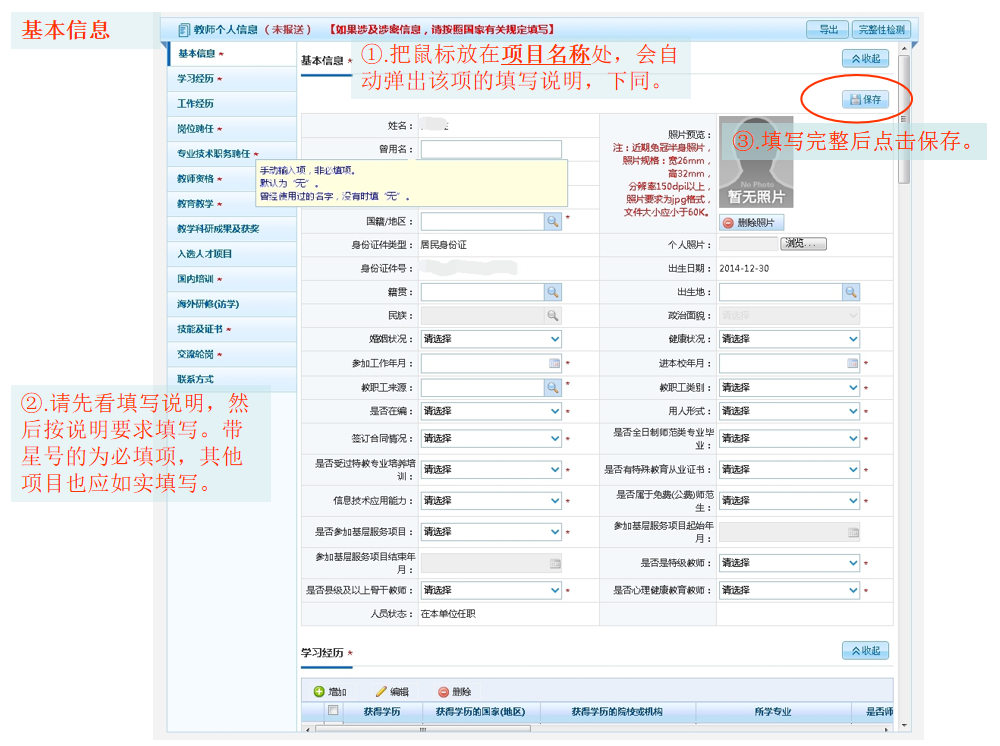 基本信息
教师个人信息（未报送） 【如果涉及涉密信息，请按照国家有关规定填写】
导出 完整性检测
基本信息 *
学习经历 *
工作经历
岗位聘任 *
专业技术职务聘任 *
教师资格 *
教育教学 *
教学科研成果及获奖
入选人才项目
国内培训 *
海外研修(访学)
技能及证书 *
交流轮岗 *
联系方式
基本信息 *
收起
①.把鼠标放在项目名称处，会自
动弹出该项的填写说明，下同。
保存
③.填写完整后点击保存。
②.请先看填写说明，然
后按说明要求填写。带
星号的为必填项，其他
项目也应如实填写。
姓名：
曾用名：
手动输入项，非必填项。
默认为“无”。
曾经使用过的名字，没有时填“无”。
照片预览：
注：近期免冠半身照片，
照片规格：宽26mm，
高32mm，
分辨率150dpi以上，
照片要求为jpg格式，
文件大小应小于60K。
No Photo
暂无照片
删除照片
国籍/地区： *
身份证件类型： 居民身份证 个人照片： 浏览...
身份证件号： 出生日期： 2014-12-30
籍贯： 出生地：
民族： 政治面貌： 请选择
婚姻状况： 请选择 健康状况： 请选择
参加工作年月： * 进本校年月： *
教职工来源： * 教职工类别： 请选择 *
是否在编： 请选择 * 用人形式： 请选择 *
签订合同情况： 请选择 * 是否全日制师范类专业毕
业： 请选择 *
是否受过特教专业培养培
训： 请选择 * 是否有特殊教育从业证书： 请选择 *
信息技术应用能力： 请选择 * 是否属于免费(公费)师范
生： 请选择 *
是否参加基层服务项目： 请选择 * 参加基层服务项目起始年
月：
参加基层服务项目结束年
月： 是否是特级教师： 请选择 *
是否县级及以上骨干教师： 请选择 * 是否心理健康教育教师： 请选择 *
人员状态： 在本单位任职
学习经历 *
收起
增加 编辑 删除
获得学历 获得学历的国家(地区) 获得学历的院校或机构 所学专业 是否师